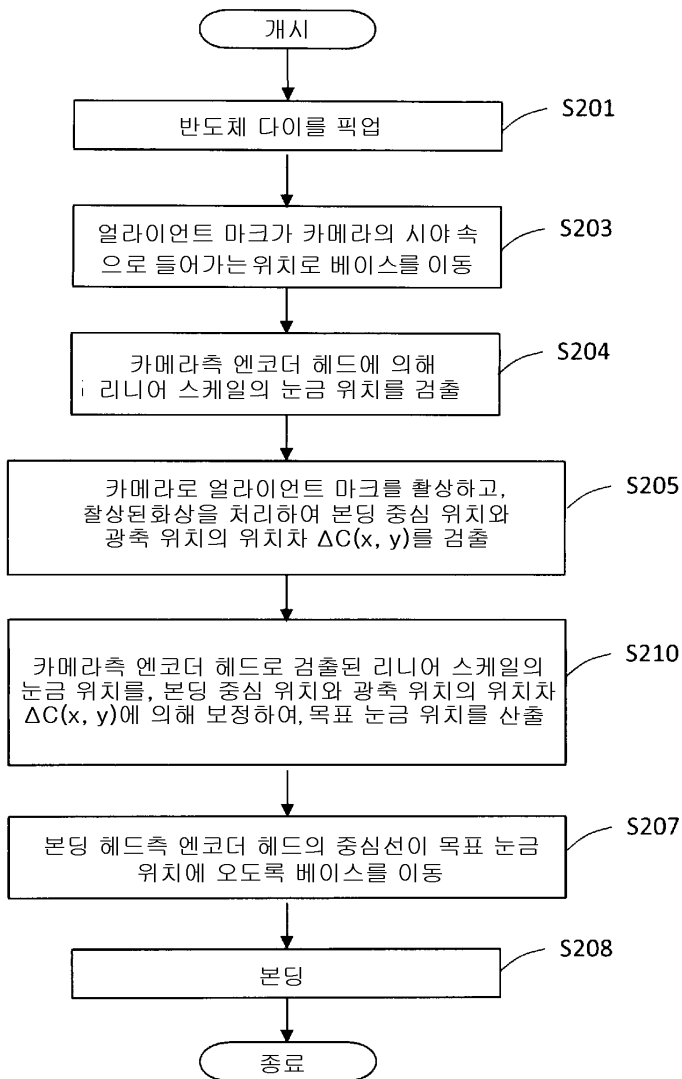 개시
반도체 다이를 픽업
S201
얼라이언트 마크가 카메라의 시야 속
으로 들어가는 위치로 베이스를 이동
S203
카메라측 엔코더 헤드에 의해
리니어 스케일의 눈금 위치를 검출
S204
카메라로 얼라이언트 마크를 촬상하고,
촬상된화상을 처리하여 본딩 중심 위치와
광축 위치의 위치차 ΔC(x, y)를 검출
S205
카메라측 엔코더 헤드로 검출된 리니어 스케일의
눈금 위치를, 본딩 중심 위치와 광축 위치의 위치차
ΔC(x, y)에 의해 보정하여, 목표 눈금 위치를 산출
S210
본딩 헤드측 엔코더 헤드의 중심선이 목표 눈금
위치에 오도록 베이스를 이동
S207
본딩
S208
종료